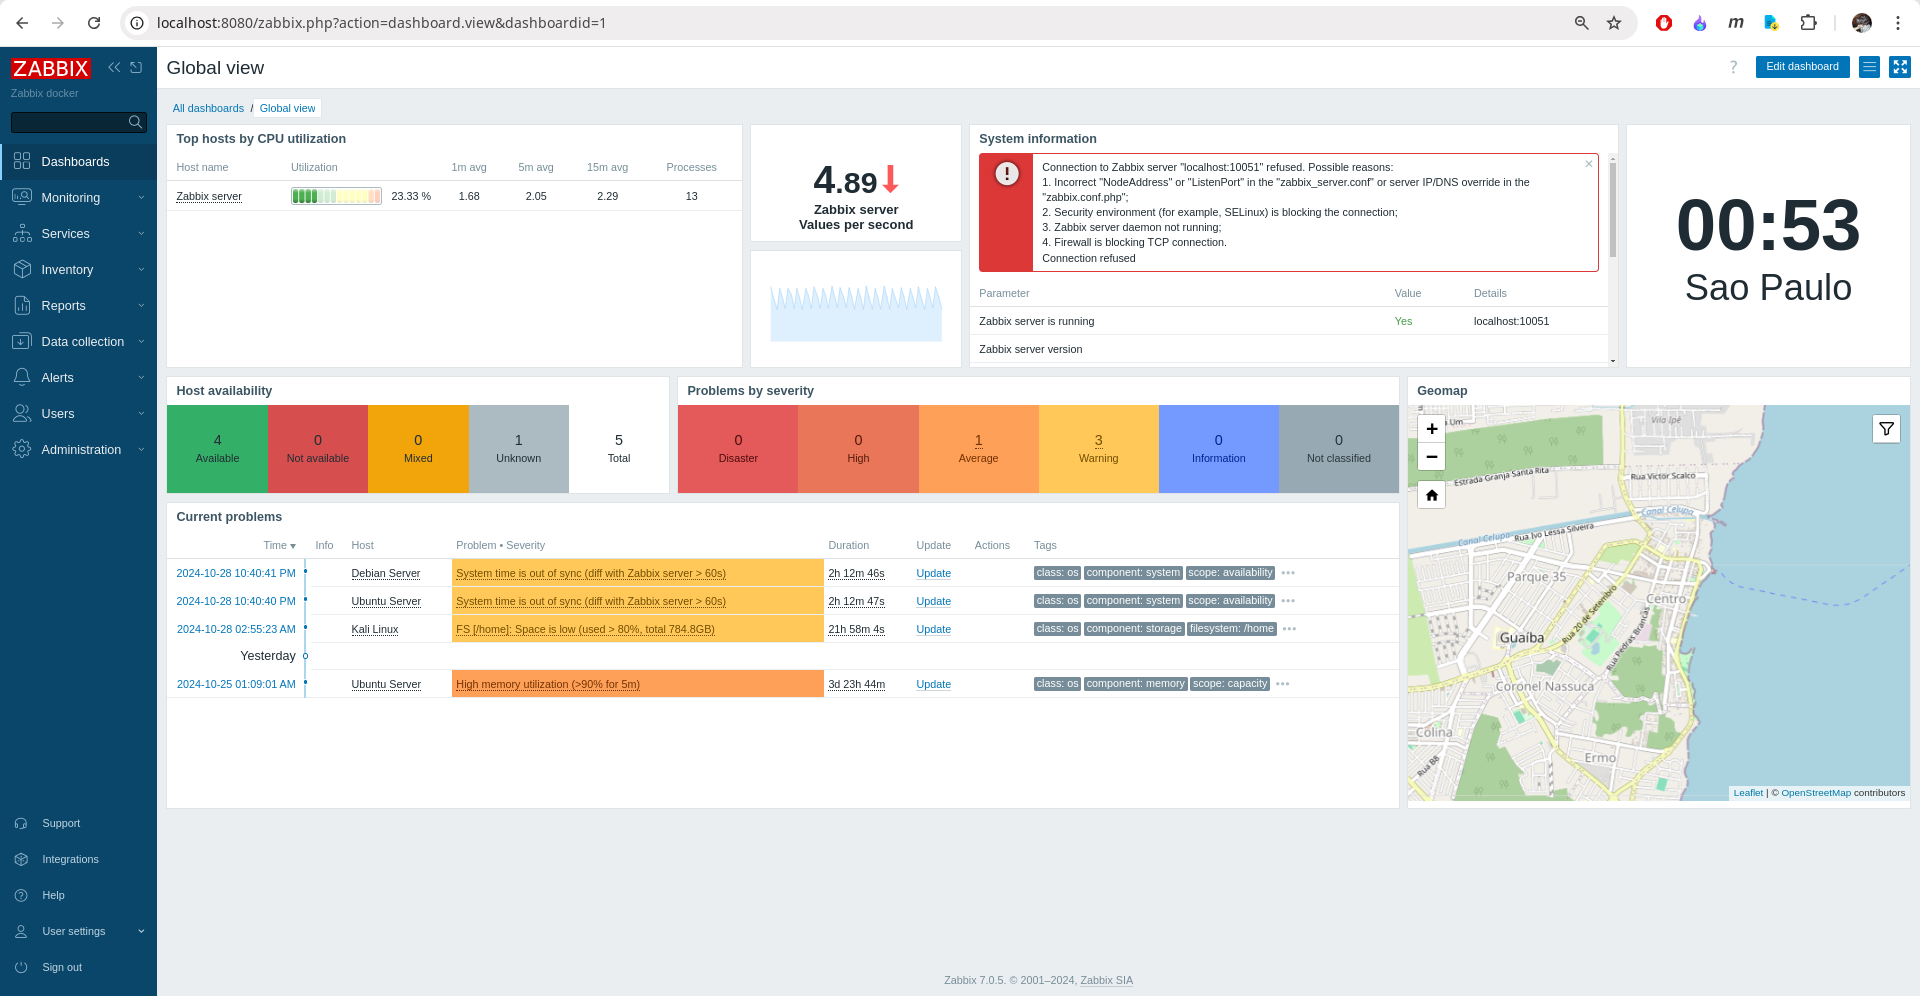 localhost:8080/zabbix.php?action=dashboard.view&dashboardid=1
m
ZABBIX
Zabbix docker
Dashboards
Monitoring
Services
Inventory
Reports
Data collection
Alerts
Users
Administration
Support
Integrations
Help
User settings
Sign out
Global view
?
Edit dashboard
All dashboards / Global view
Top hosts by CPU utilization
Host name Utilization 1m avg 5m avg 15m avg Processes
Zabbix server 23.33 % 1.68 2.05 2.29 13
4.89
Zabbix server
Values per second
System information
Connection to Zabbix server "localhost:10051" refused. Possible reasons:
1. Incorrect "NodeAddress" or "ListenPort" in the "zabbix_server.conf" or server IP/DNS override in the
"zabbix.conf.php";
2. Security environment (for example, SELinux) is blocking the connection;
3. Zabbix server daemon not running;
4. Firewall is blocking TCP connection.
Connection refused
Parameter Value Details
Zabbix server is running Yes localhost:10051
Zabbix server version
00:53
Sao Paulo
Host availability
4 0 0 1 5
Available Not available Mixed Unknown Total
Problems by severity
0 0 1 3 0 0
Disaster High Average Warning Information Not classified
Current problems
Time Info Host Problem • Severity Duration Update Actions Tags
2024-10-28 10:40:41 PM Debian Server System time is out of sync (diff with Zabbix server > 60s) 2h 12m 46s Update class: os component: system scope: availability •••
2024-10-28 10:40:40 PM Ubuntu Server System time is out of sync (diff with Zabbix server > 60s) 2h 12m 47s Update class: os component: system scope: availability •••
2024-10-28 02:55:23 AM Kali Linux FS [/home]: Space is low (used > 80%, total 784.8GB) 21h 58m 4s Update class: os component: storage filesystem: /home •••
Yesterday
2024-10-25 01:09:01 AM Ubuntu Server High memory utilization (>90% for 5m) 3d 23h 44m Update class: os component: memory scope: capacity •••
Geomap
+
−
Um
Vila Ipê
Estrada Granja Santa Rita
Rua Victor Scalco
Canal Celupa
Canal Celupa
Rua Ivo Lessa Silveira
Parque 35
Centro
Rua 20 de Setembro
Guaíba
Rua Pedras Brancas
Coronel Nassuca
Colina
Ermo
Rua B8
Leaflet | © OpenStreetMap contributors
Zabbix 7.0.5. © 2001–2024, Zabbix SIA